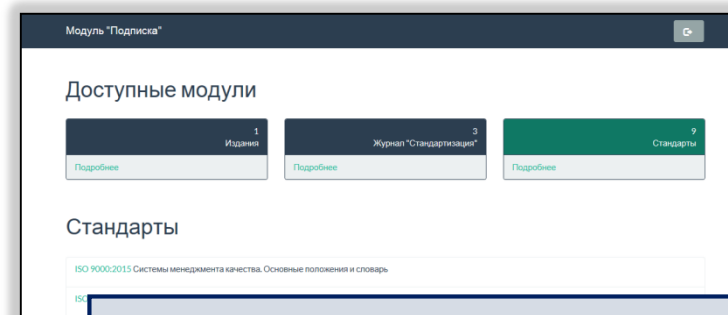 Модуль "Подписка"
Доступные модули
1
Издания
Подробнее
3
Журнал "Стандартизация"
Подробнее
9
Стандарты
Подробнее
Стандарты
ISO 9000:2015 Системы менеджмента качества. Основные положения и словарь
ISO